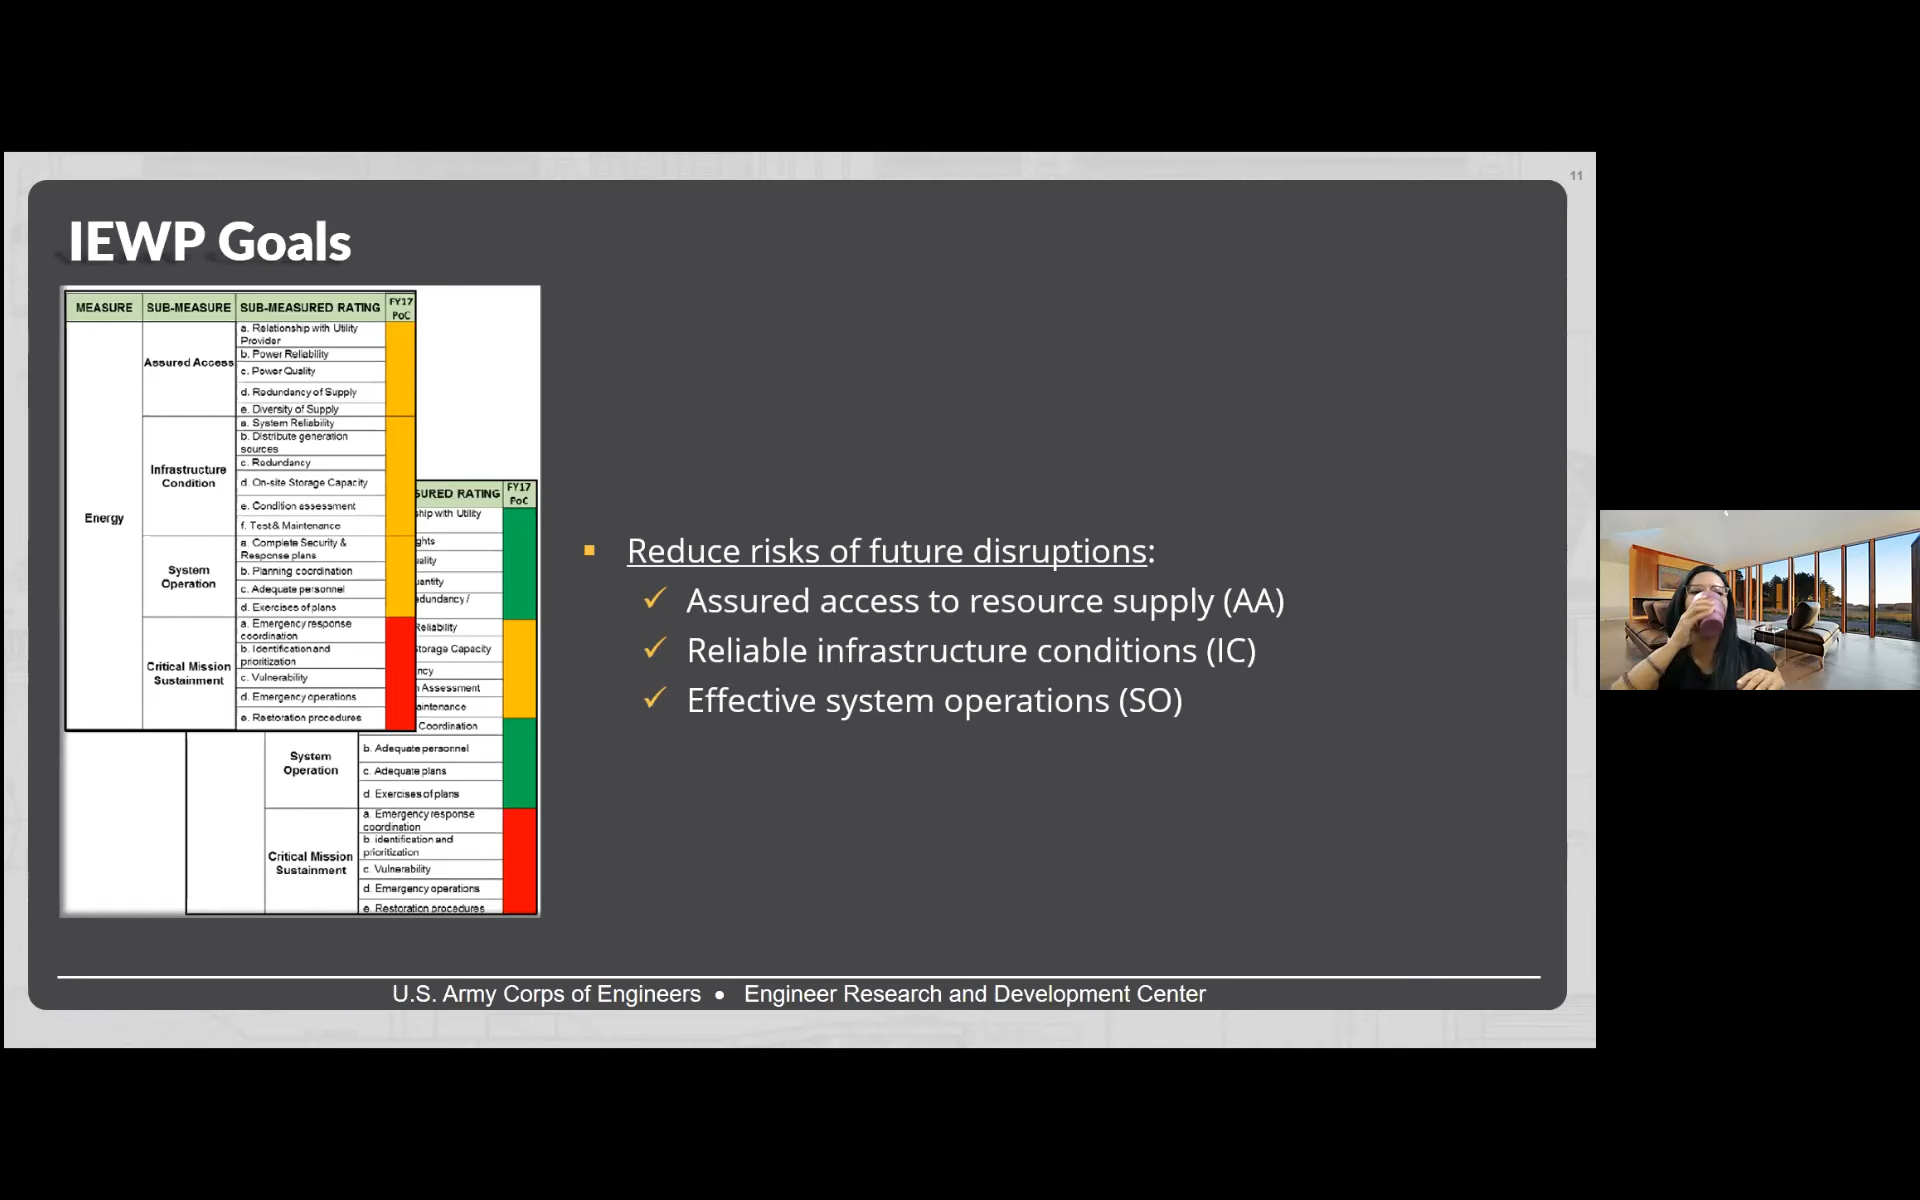 11
IEWP Goals
MEASURE SUB-MEASURE SUB-MEASURED RATING FY17
PoC
Energy
Assured Access
a. Relationship with Utility
Provider
b. Power Reliability
c. Power Quality
d. Redundancy of Supply
e. Diversity of Supply
Infrastructure
Condition
a. System Reliability
b. Distribute generation
sources
c. Redundancy
d. On-site Storage Capacity
e. Condition assessment
f. Test & Maintenance
System
Operation
a. Complete Security &
Response plans
b. Planning coordination
c. Adequate personnel
d. Exercises of plans
Critical Mission
Sustainment
a. Emergency response
coordination
b. Identification and
prioritization
c. Vulnerability
d. Emergency operations
e. Restoration procedures
SURED RATING FY17
PoC
ship with Utility
ghts
ality
antity
edundancy /
Reliability
torage Capacity
ncy
Assessment
aintenance
Coordination
System
Operation
b. Adequate personnel
c. Adequate plans
d. Exercises of plans
Critical Mission
Sustainment
a. Emergency response
coordination
b. identification and
prioritization
c. Vulnerability
d. Emergency operations
e. Restoration procedures
Reduce risks of future disruptions:
Assured access to resource supply (AA)
Reliable infrastructure conditions (IC)
Effective system operations (SO)
U.S. Army Corps of Engineers • Engineer Research and Development Center